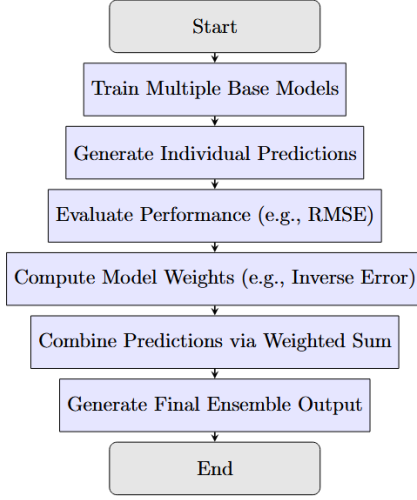 Start
Train Multiple Base Models
Generate Individual Predictions
Evaluate Performance (e.g., RMSE)
Compute Model Weights (e.g., Inverse Error)
Combine Predictions via Weighted Sum
Generate Final Ensemble Output
End